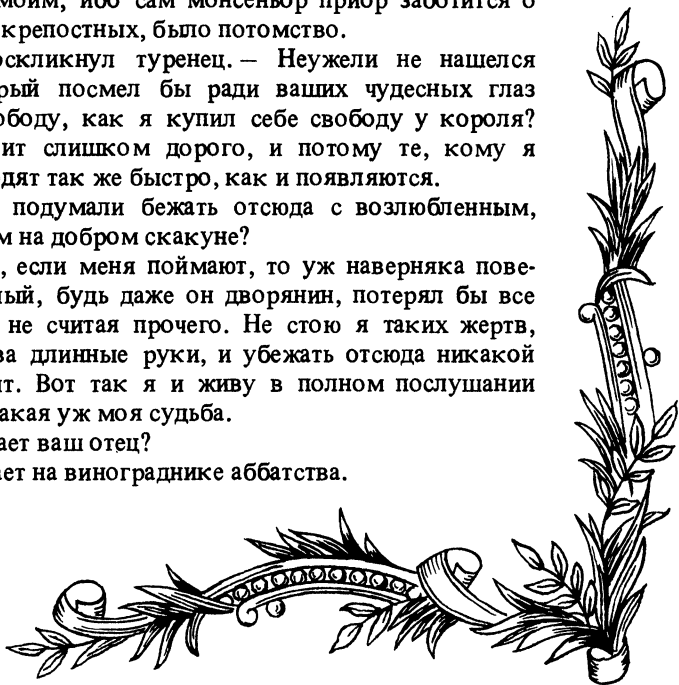 моим, ибо сам монсеньор приор заботится о
крепостных, было потомство.
оскликнул туренец. — Неужели не нашелся
рый посмел бы ради ваших чудесных глаз
ободу, как я купил себе свободу у короля?
ит слишком дорого, и потому те, кому я
дят так же быстро, как и появляются.
подумали бежать отсюда с возлюбленным,
м на добром скакуне?
, если меня поймают, то уж наверняка пове-
ный, будь даже он дворянин, потерял бы все
не считая прочего. Не стою я таких жертв,
ва длинные руки, и убежать отсюда никакой
т. Вот так я и живу в полном послушании
акая уж моя судьба.
ает ваш отец?
ет на винограднике аббатства.